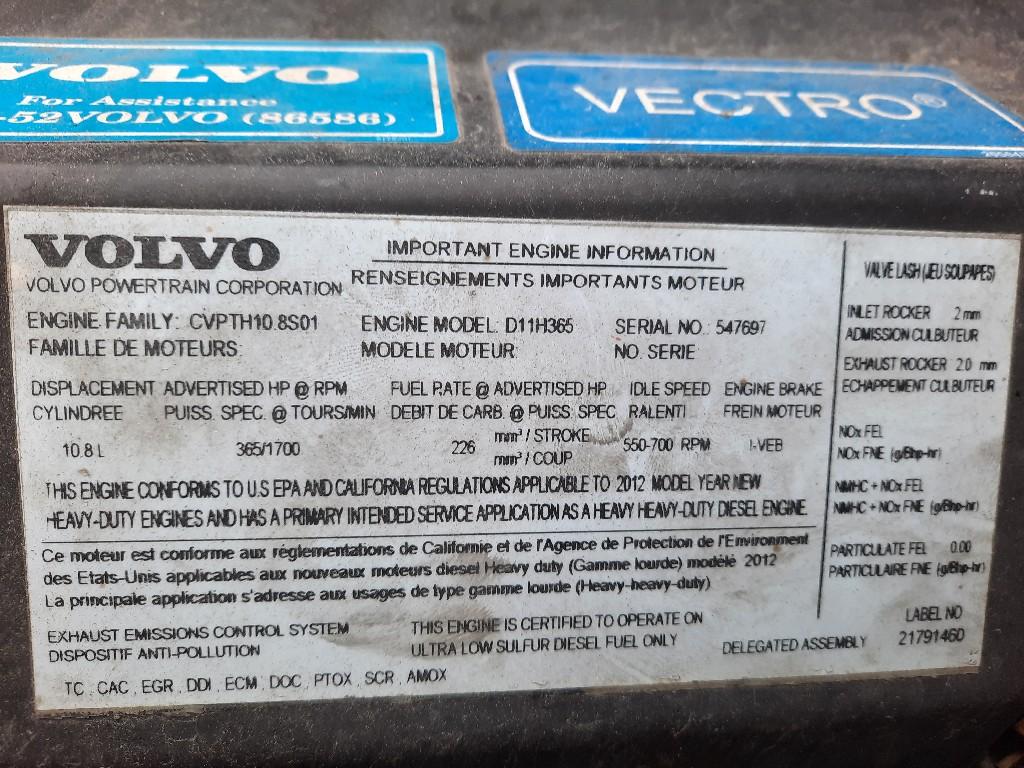 VOLVO
For Assistance
-52VOLVO (86586)
VECTRO®
VOLVO
VOLVO POWERTRAIN CORPORATION
IMPORTANT ENGINE INFORMATION
RENSEIGNEMENTS IMPORTANTS MOTEUR
ENGINE FAMILY: CVPTH10.8S01 ENGINE MODEL: D11H365 SERIAL NO.: 547697
FAMILLE DE MOTEURS: MODELE MOTEUR: NO. SERIE
DISPLACEMENT ADVERTISED HP @ RPM FUEL RATE @ ADVERTISED HP IDLE SPEED ENGINE BRAKE
CYLINDREE PUISS. SPEC. @ TOURS/MIN DEBIT DE CARB. @ PUISS. SPEC RALENTI FREIN MOTEUR
10.8 L 365/1700 226 mm³ / STROKE 550-700 RPM I-VEB
mm³ / COUP
THIS ENGINE CONFORMS TO U.S EPA AND CALIFORNIA REGULATIONS APPLICABLE TO 2012 MODEL YEAR NEW
HEAVY-DUTY ENGINES AND HAS A PRIMARY INTENDED SERVICE APPLICATION AS A HEAVY HEAVY-DUTY DIESEL ENGINE
Ce moteur est conforme aux réglementations de Californie et de l'Agence de Protection de l'Environment
des Etats-Unis applicables aux nouveaux moteurs diesel Heavy duty (Gamme lourde) modélé 2012
La principale application s'adresse aux usages de type gamme lourde (Heavy-heavy-duty)
EXHAUST EMISSIONS CONTROL SYSTEM
DISPOSITIF ANTI-POLLUTION
THIS ENGINE IS CERTIFIED TO OPERATE ON
ULTRA LOW SULFUR DIESEL FUEL ONLY
DELEGATED ASSEMBLY
TC , CAC , EGR , DDI , ECM , DOC , PTOX , SCR , AMOX
VALVE LASH (JEU SOUPAPES)
INLET ROCKER 2 mm
ADMISSION CULBUTEUR
EXHAUST ROCKER 2.0 mm
ECHAPPEMENT CULBUTEUR
NOx FEL
NOx FNE (g/Bhp-hr)
NMHC + NOx FEL
NMHC + NOx FNE (g/Bhp-hr)
PARTICULATE FEL 0.00
PARTICULAIRE FNE (g/Bhp-hr)
LABEL NO
21791460